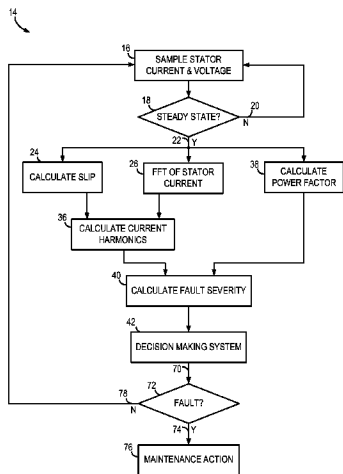 14
16
SAMPLE STATOR
CURRENT & VOLTAGE
18
STEADY STATE?
20
N
22
Y
24
CALCULATE SLIP
26
FFT OF STATOR
CURRENT
38
CALCULATE
POWER FACTOR
36
CALCULATE CURRENT
HARMONICS
40
CALCULATE FAULT SEVERITY
42
DECISION MAKING SYSTEM
70
72
FAULT?
78
N
74
Y
76
MAINTENANCE ACTION